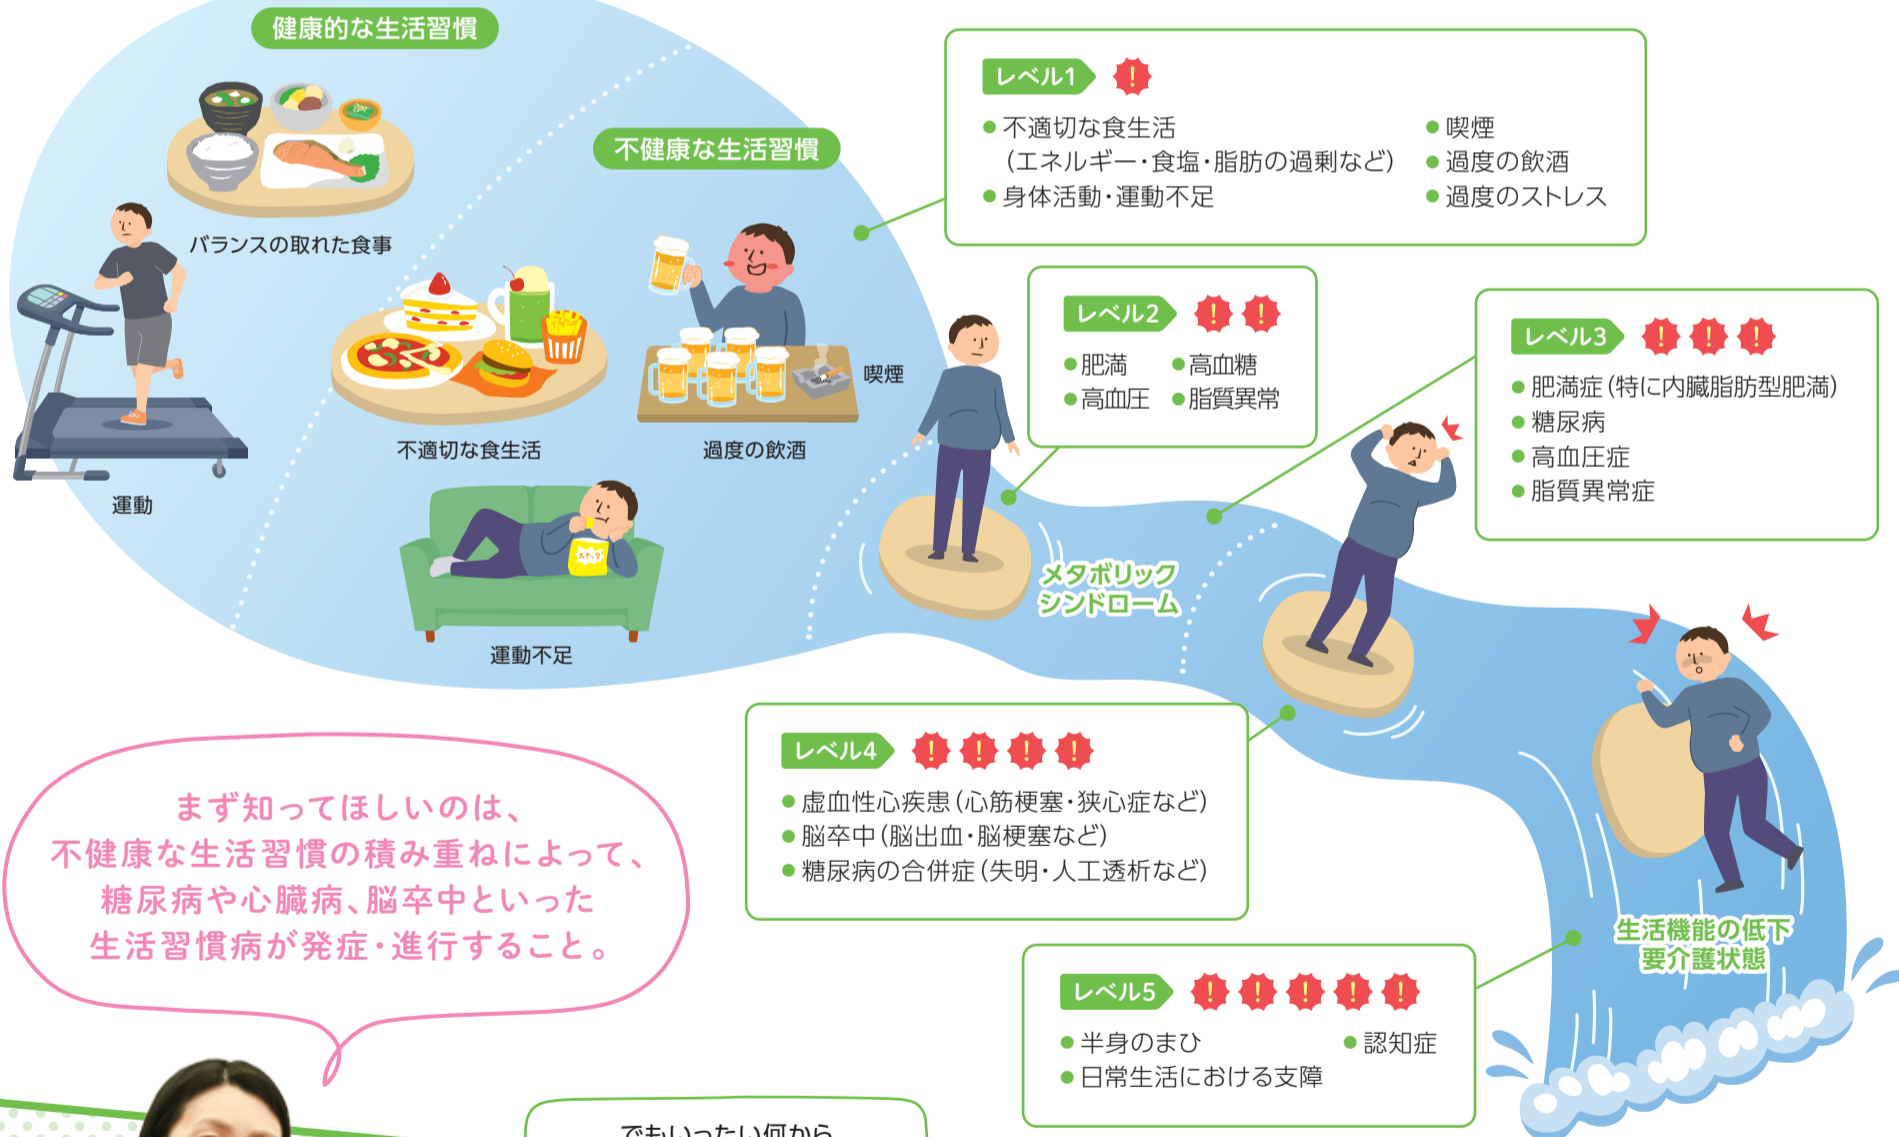 健康的な生活習慣
バランスの取れた食事
運動
不健康な生活習慣
不適切な食生活
過度の飲酒
喫煙
スナック
運動不足
レベル1
● 不適切な食生活
（エネルギー・食塩・脂肪の過剰など）
● 身体活動・運動不足
● 喫煙
● 過度の飲酒
● 過度のストレス
レベル2
● 肥満
● 高血圧
● 高血糖
● 脂質異常
メタボリック
シンドローム
レベル3
● 肥満症（特に内臓脂肪型肥満）
● 糖尿病
● 高血圧症
● 脂質異常症
レベル4
● 虚血性心疾患（心筋梗塞・狭心症など）
● 脳卒中（脳出血・脳梗塞など）
● 糖尿病の合併症（失明・人工透析など）
レベル5
● 半身のまひ
● 日常生活における支障
● 認知症
生活機能の低下
要介護状態
まず知ってほしいのは、
不健康な生活習慣の積み重ねによって、
糖尿病や心臓病、脳卒中といった
生活習慣病が発症・進行すること。
でもいったい何から